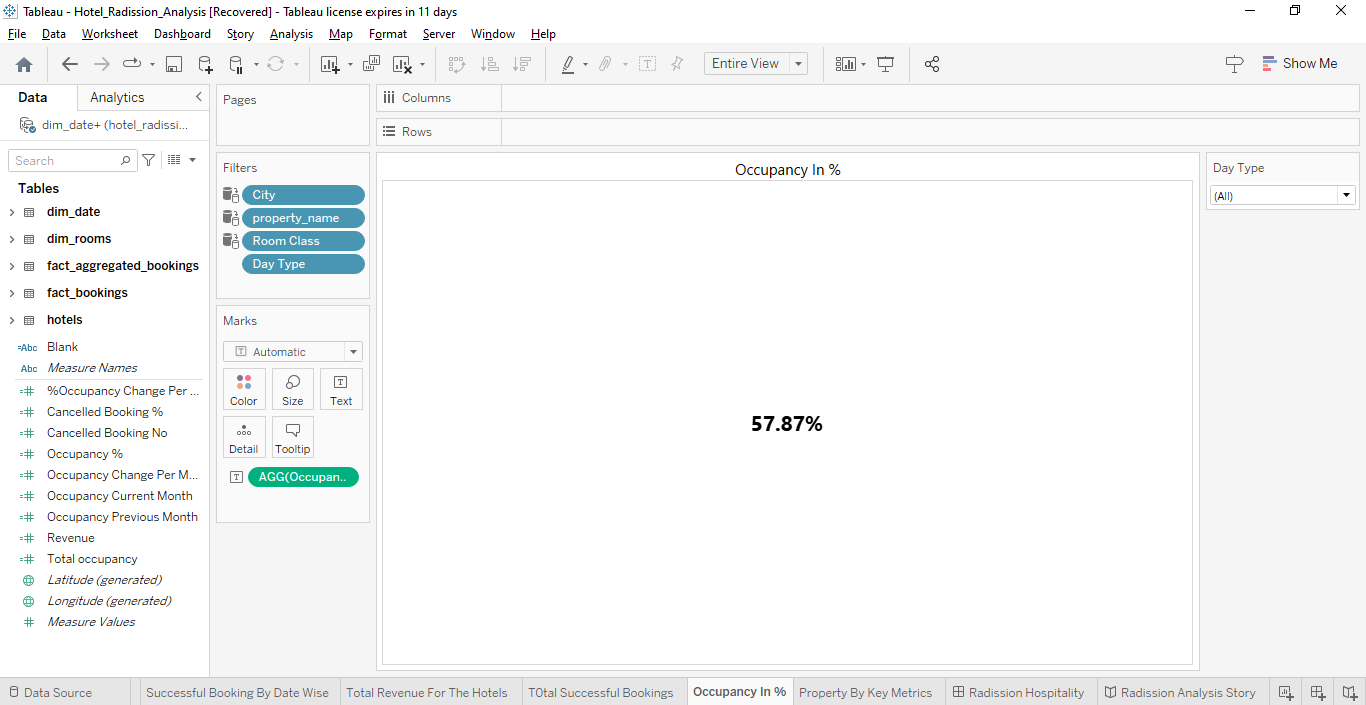 Tableau - Hotel_Radission_Analysis [Recovered] - Tableau license expires in 11 days
File Data Worksheet Dashboard Story Analysis Map Format Server Window Help
Entire View
Show Me
Data Analytics
dim_date+ (hotel_radissi...
Search
Tables
dim_date
dim_rooms
fact_aggregated_bookings
fact_bookings
hotels
=Abc Blank
Abc Measure Names
%Occupancy Change Per ...
Cancelled Booking %
Cancelled Booking No
Occupancy %
Occupancy Change Per M...
Occupancy Current Month
Occupancy Previous Month
Revenue
Total occupancy
Latitude (generated)
Longitude (generated)
Measure Values
Pages
Filters
City
property_name
Room Class
Day Type
Marks
Automatic
Color Size Text
Detail Tooltip
AGG(Occupan..
Columns
Rows
Occupancy In %
57.87%
Day Type
(All)
Data Source Successful Booking By Date Wise Total Revenue For The Hotels T0tal Successful Bookings Occupancy In % Property By Key Metrics Radission Hospitality Radission Analysis Story